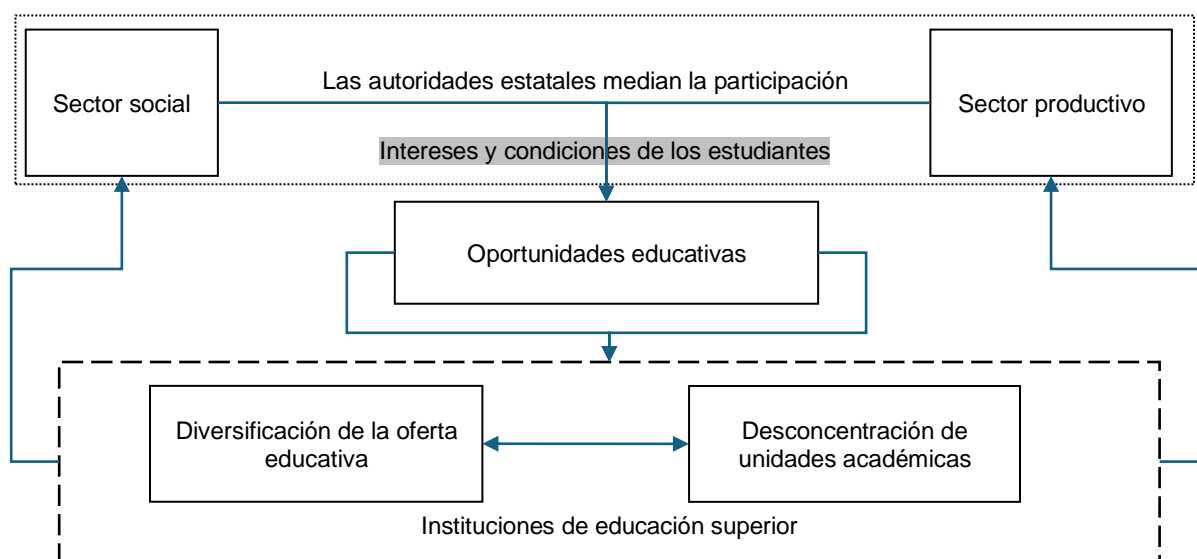 Las autoridades estatales median la participación
Sector social
Sector productivo
Intereses y condiciones de los estudiantes
Oportunidades educativas
Diversificación de la oferta
educativa
Desconcentración de
unidades académicas
Instituciones de educación superior